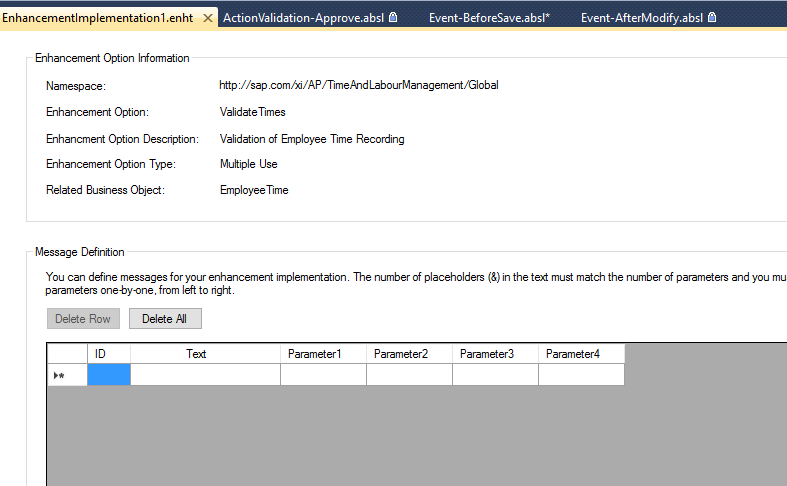 EnhancementImplementation1.enht ActionValidation-Approve.absl Event-BeforeSave.absl* Event-AfterModify.absl
Enhancement Option Information
Namespace: http://sap.com/xi/AP/TimeAndLabourManagement/Global
Enhancement Option: ValidateTimes
Enhancment Option Description: Validation of Employee Time Recording
Enhancement Option Type: Multiple Use
Related Business Object: EmployeeTime
Message Definition
You can define messages for your enhancement implementation. The number of placeholders (&) in the text must match the number of parameters and you mu
parameters one-by-one, from left to right.
Delete Row Delete All
ID Text Parameter1 Parameter2 Parameter3 Parameter4